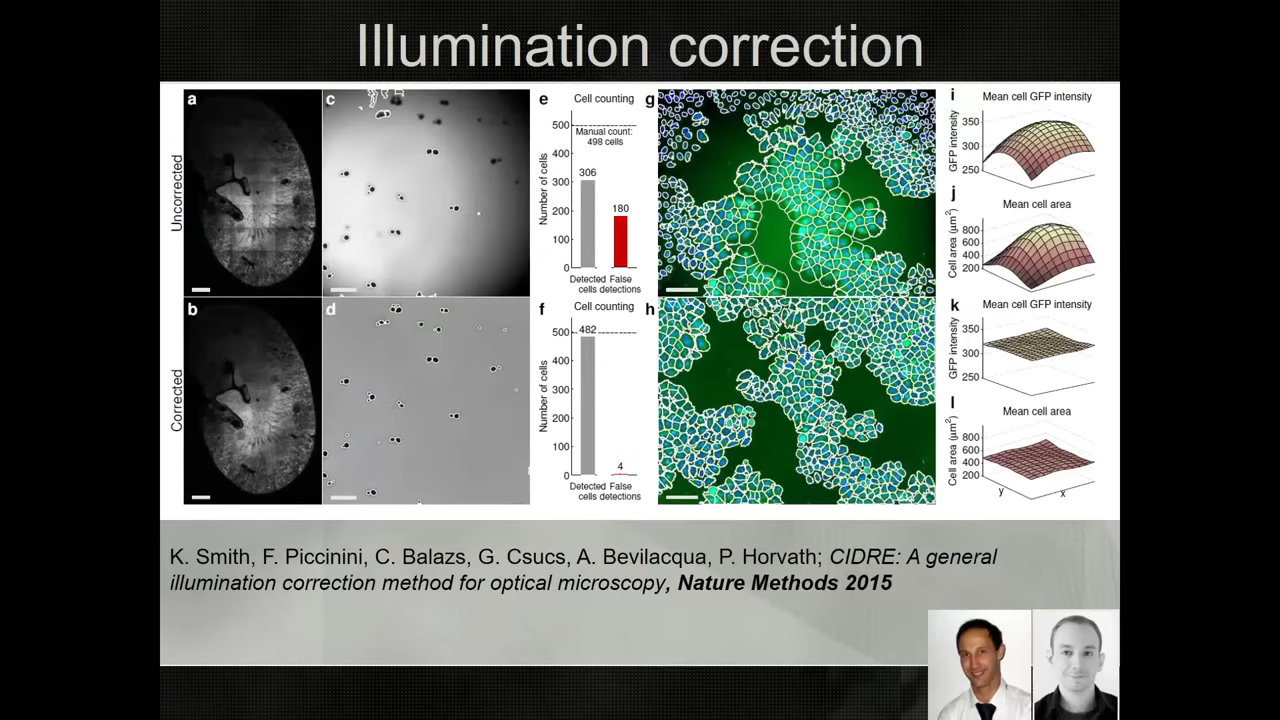 Illumination correction
Uncorrected
a
c
e
Cell counting
Number of cells
500
400
300
200
100
0
Manual count:
498 cells
306
180
Detected False
cells detections
g
i
Mean cell GFP intensity
GFP intensity
350
300
250
j
Mean cell area
Cell area (µm²)
800
600
400
200
Corrected
b
d
f
Cell counting
Number of cells
500
400
300
200
100
0
482
4
Detected False
cells detections
h
k
Mean cell GFP intensity
GFP intensity
350
300
250
l
Mean cell area
Cell area (µm²)
800
600
400
200
y
x
K. Smith, F. Piccinini, C. Balazs, G. Csucs, A. Bevilacqua, P. Horvath; CIDRE: A general
illumination correction method for optical microscopy, Nature Methods 2015